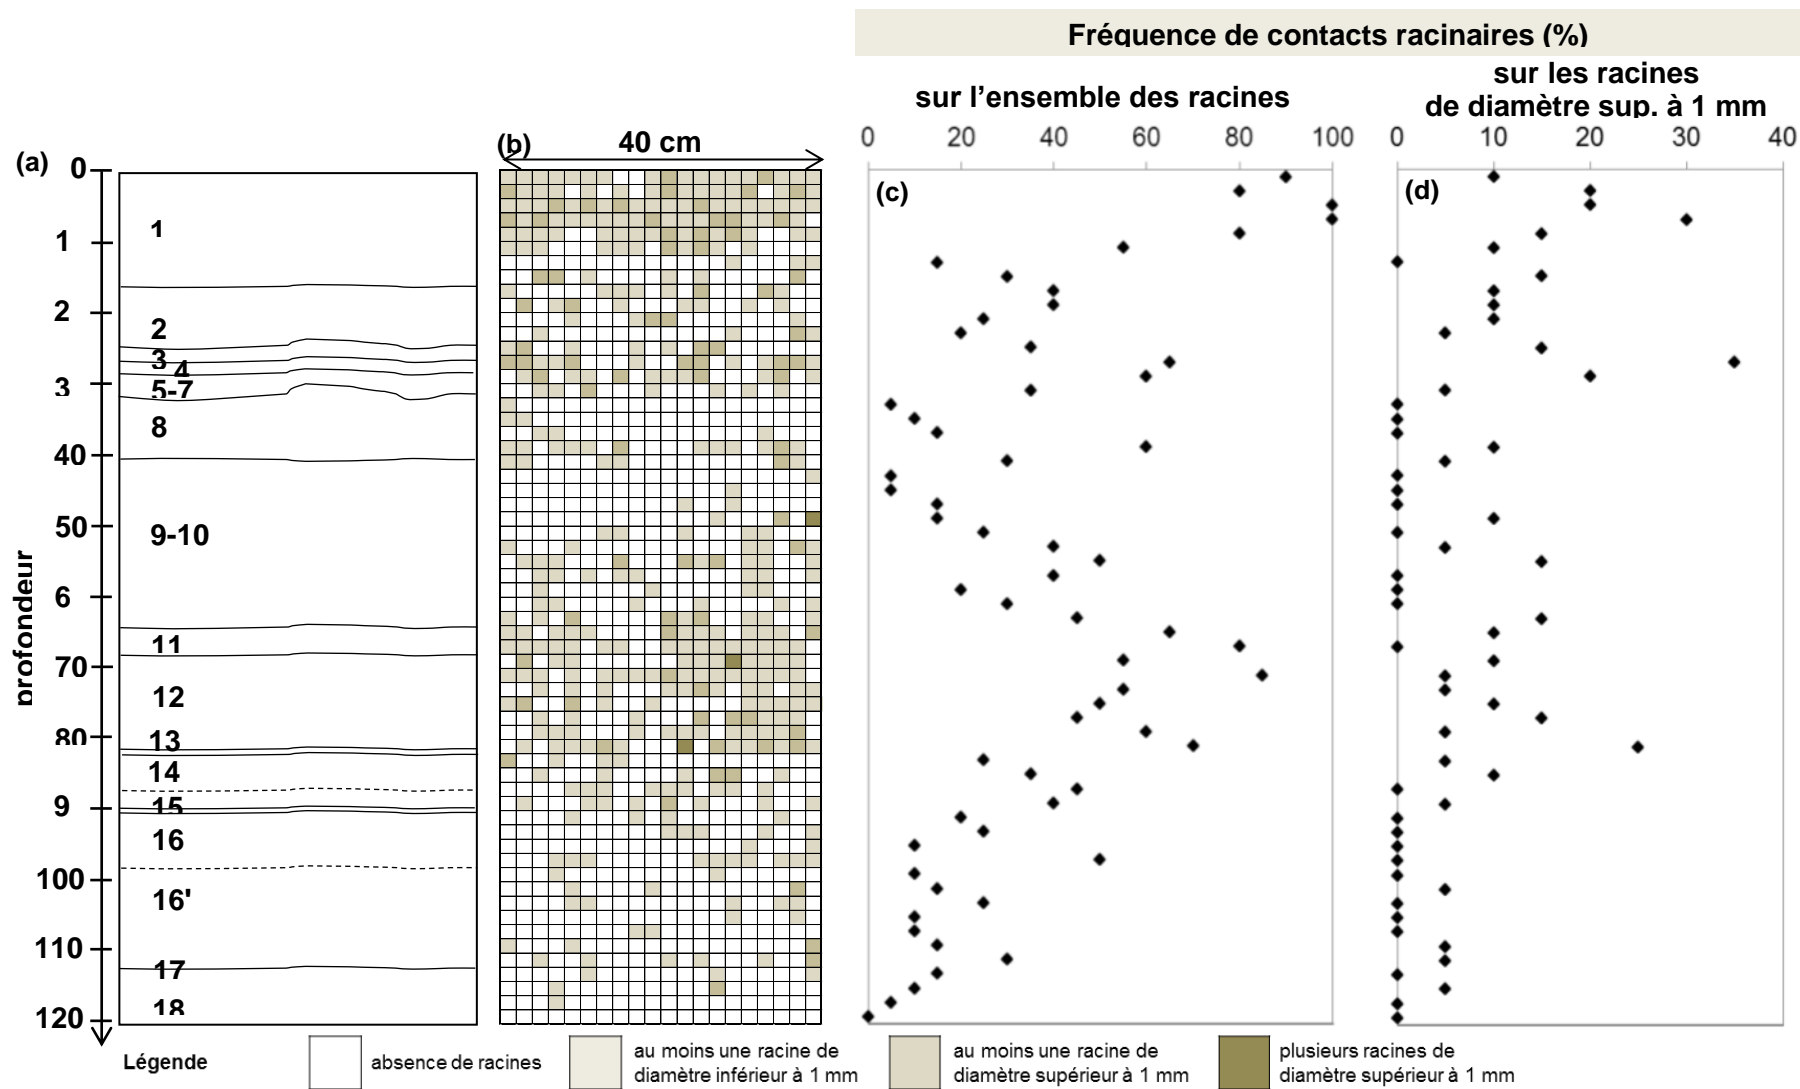 Fréquence de contacts racinaires (%)
sur l'ensemble des racines
sur les racines
de diamètre sup. à 1 mm
0 20 40 60 80 100
0 10 20 30 40
(a)
(b)
40 cm
(c)
(d)
profondeur
0
1
2
3
40
50
6
70
80
9
100
110
120
1
2
3
4
5-7
8
9-10
11
12
13
14
15
16
16'
17
18
Légende
absence de racines
au moins une racine de
diamètre inférieur à 1 mm
au moins une racine de
diamètre supérieur à 1 mm
plusieurs racines de
diamètre supérieur à 1 mm